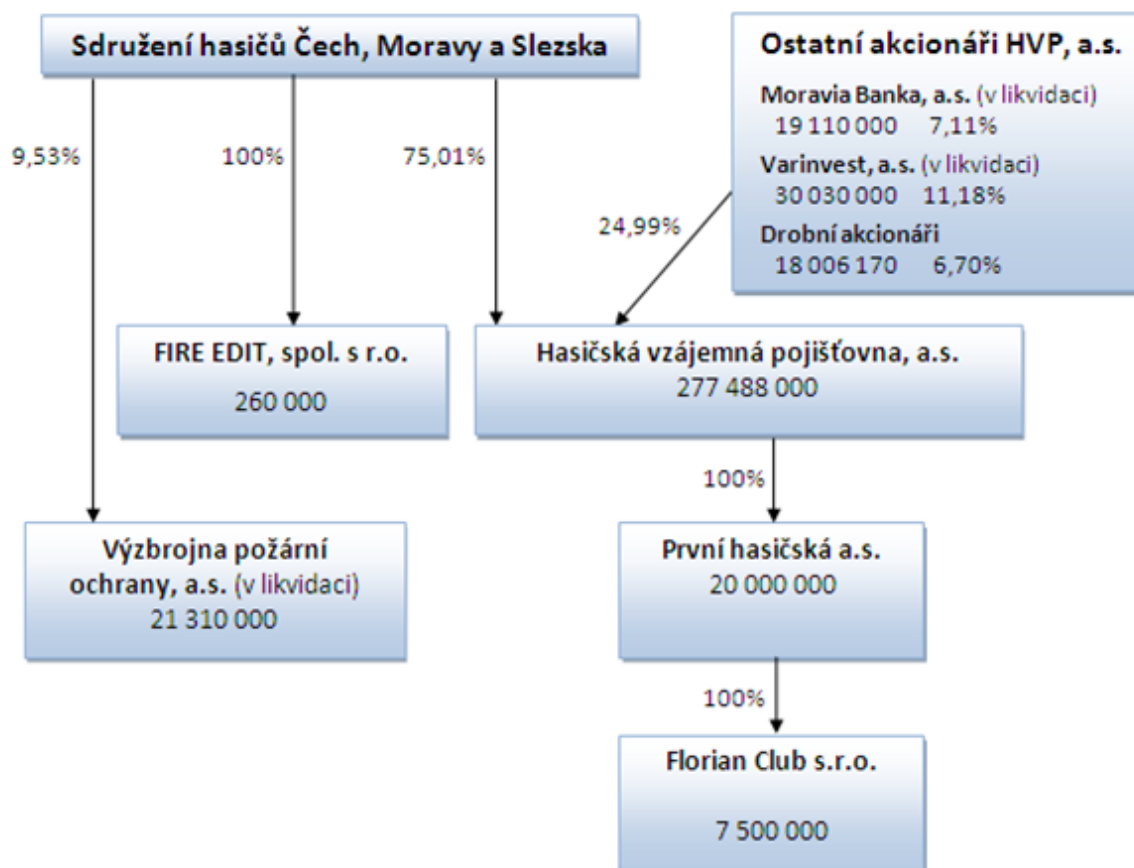 Sdružení hasičů Čech, Moravy a Slezska
Ostatní akcionáři HVP, a.s.
Moravia Banka, a.s. (v likvidaci)
19 110 000 7,11%
Varinvest, a.s. (v likvidaci)
30 030 000 11,18%
Drobní akcionáři
18 006 170 6,70%
9,53%
100%
75,01%
24,99%
FIRE EDIT, spol. s r.o.
260 000
Hasičská vzájemná pojišťovna, a.s.
277 488 000
100%
Výzbrojna požární
ochrany, a.s. (v likvidaci)
21 310 000
První hasičská a.s.
20 000 000
100%
Florian Club s.r.o.
7 500 000